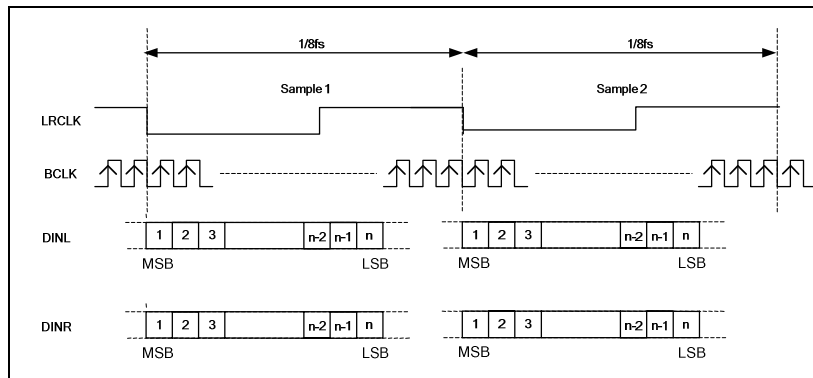 1/8fs 1/8fs
Sample 1 Sample 2
LRCLK
BCLK
DINL 1 2 3 n-2 n-1 n 1 2 3 n-2 n-1 n
MSB LSB MSB LSB
DINR 1 2 3 n-2 n-1 n 1 2 3 n-2 n-1 n
MSB LSB MSB LSB